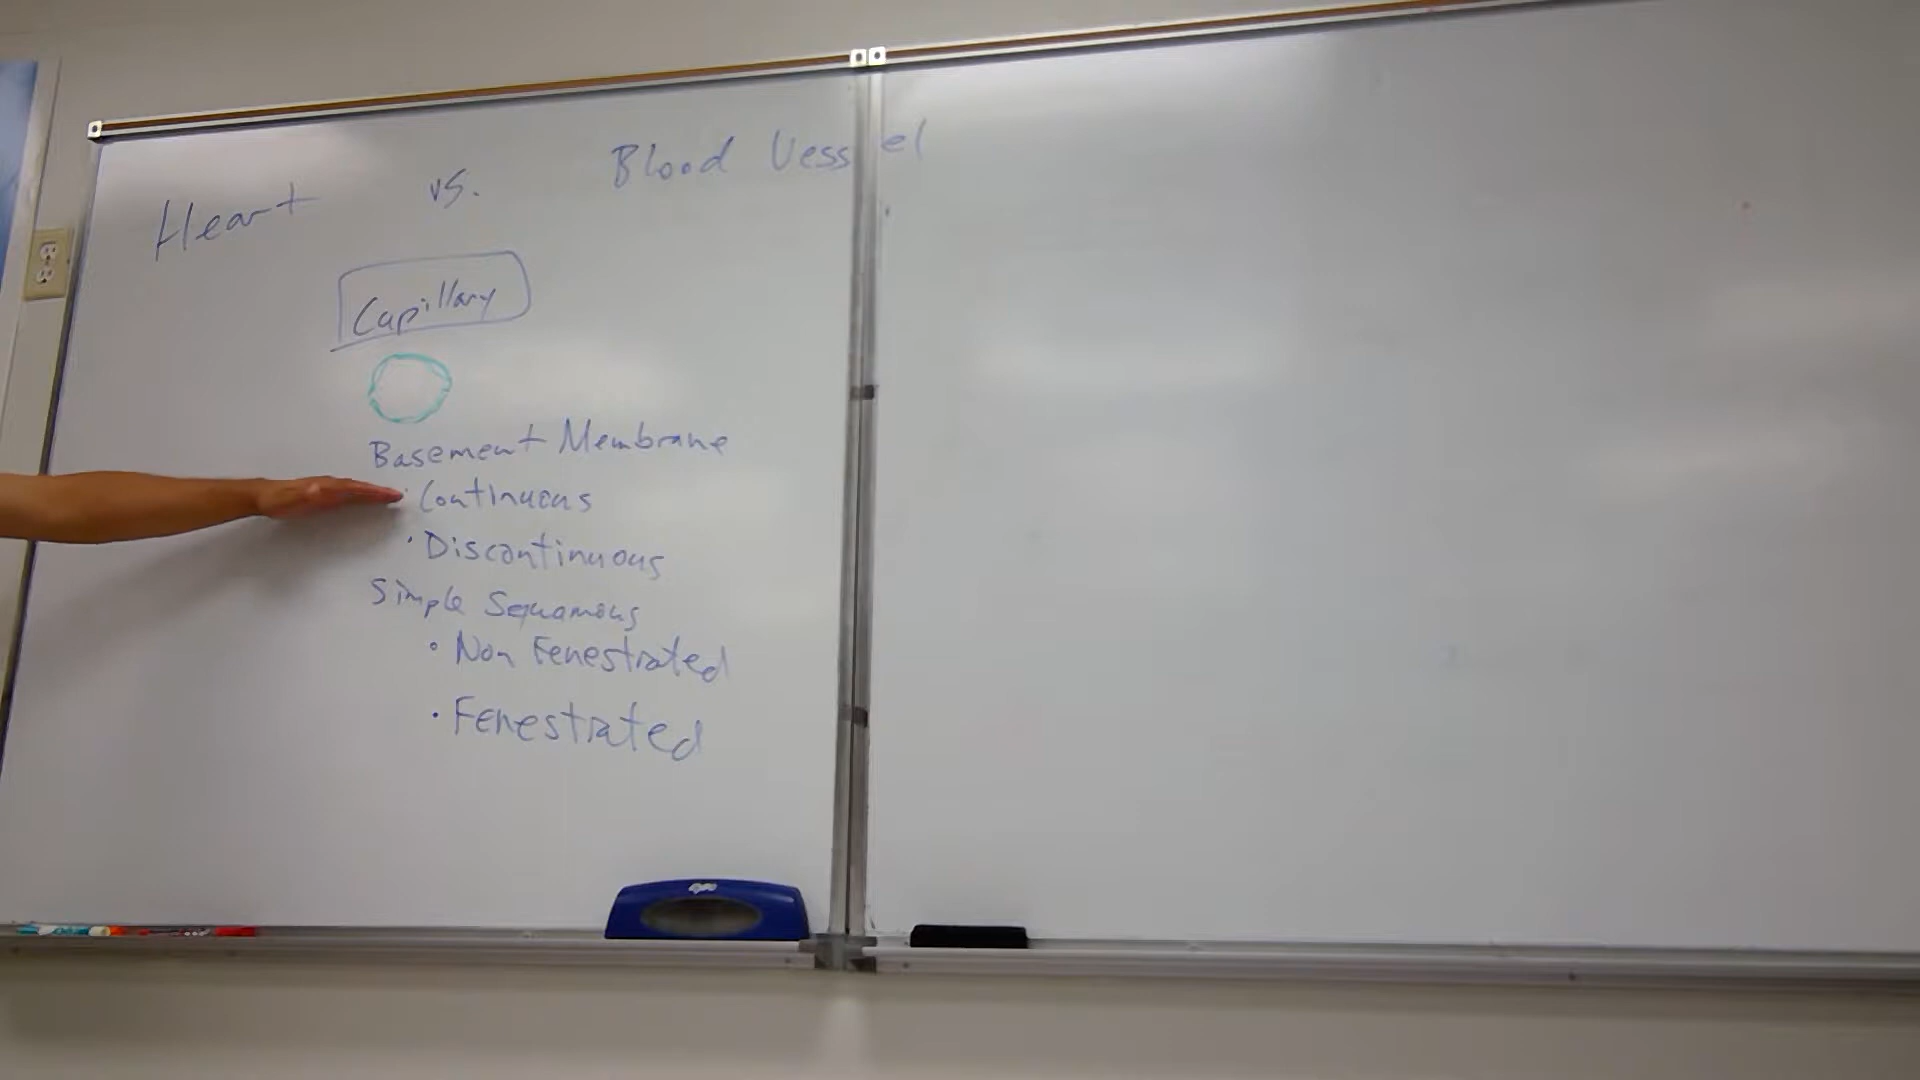 Heart vs. Blood Vessel
Capillary
Basement Membrane
· Continuous
· Discontinuous
Simple Squamous
· Non Fenestrated
· Fenestrated